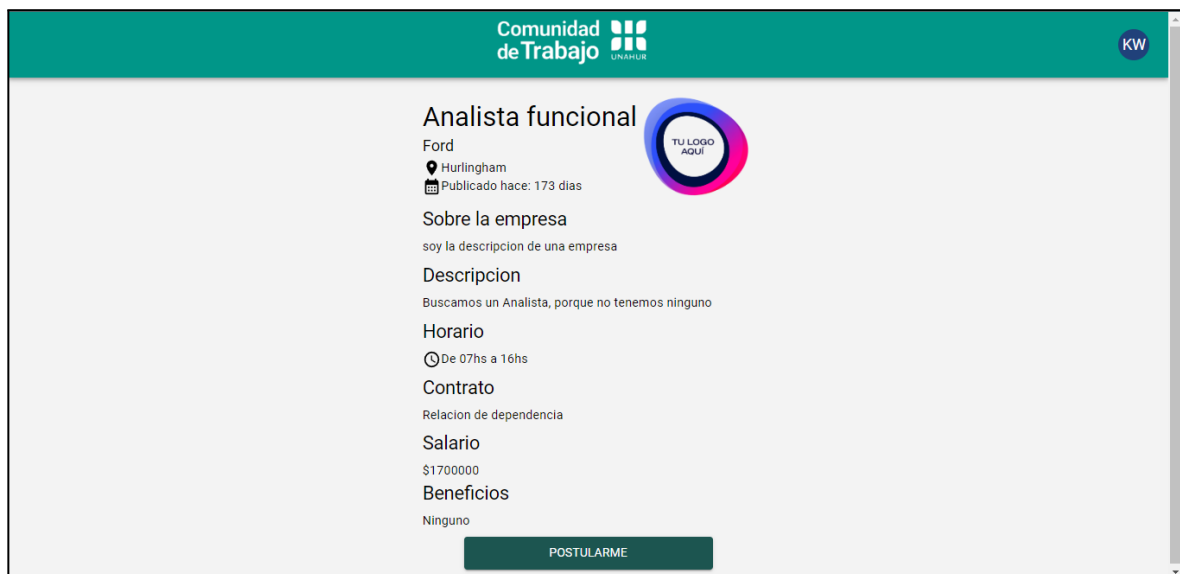 Comunidad
de Trabajo
UNAHUR
KW
Analista funcional
Ford
TU LOGO
AQUÍ
Hurlingham
Publicado hace: 173 dias
Sobre la empresa
soy la descripcion de una empresa
Descripcion
Buscamos un Analista, porque no tenemos ninguno
Horario
De 07hs a 16hs
Contrato
Relacion de dependencia
Salario
$1700000
Beneficios
Ninguno
POSTULARME